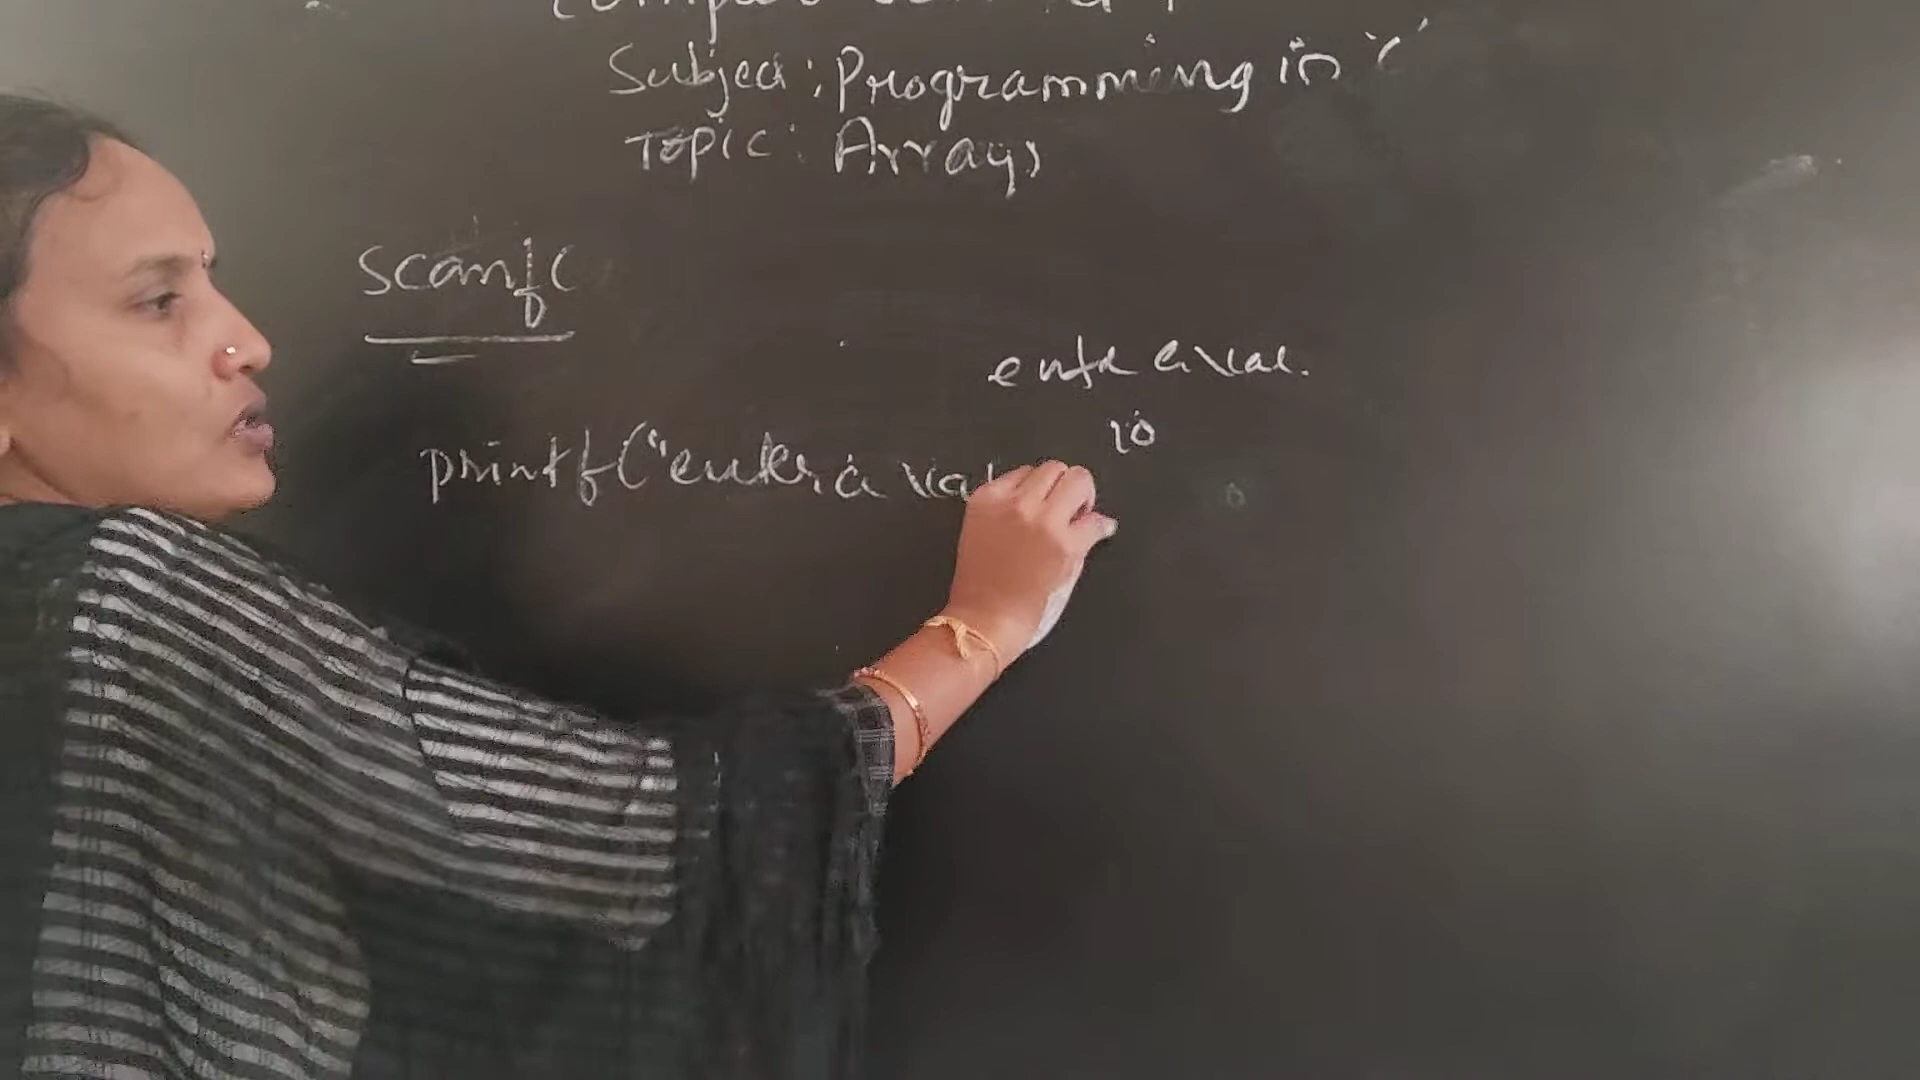 Subject: Programming in 'C'
Topic: Arrays
scanf(
enter a val.
10
printf("enter a val